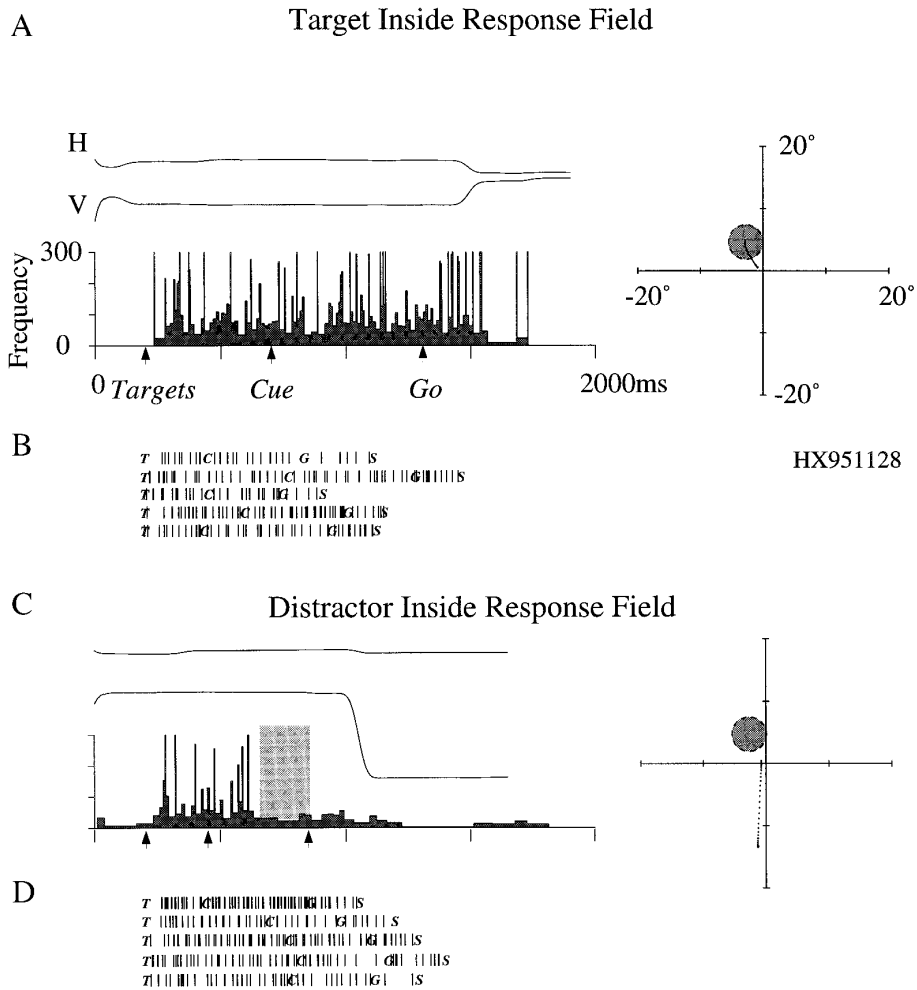 A
Target Inside Response Field
H
V
Frequency
300
0
0
Targets
Cue
Go
2000ms
20°
-20°
20°
-20°
B
HX951128
T C G S
T C G S
T C G S
T C G S
T C G S
C
Distractor Inside Response Field
D
T C G S
T C G S
T C G S
T C G S
T C G S